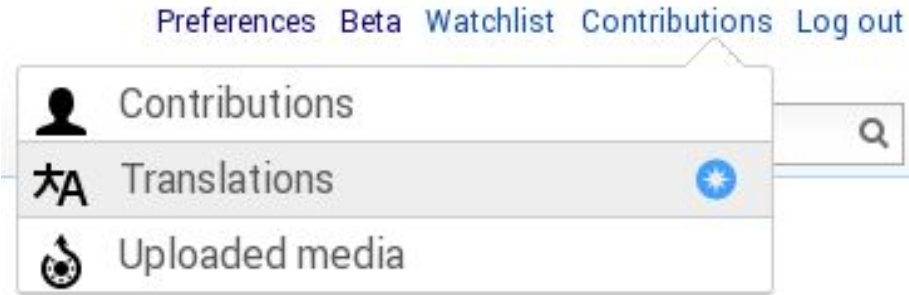 Preferences Beta Watchlist Contributions Log out
Contributions
Translations
Uploaded media